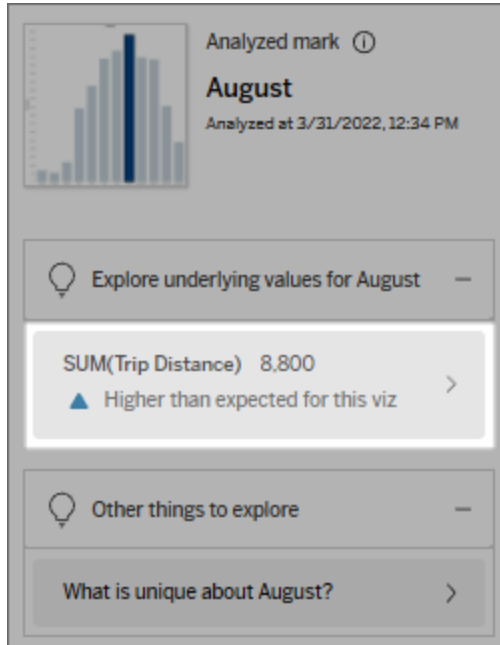 Analyzed mark
August
Analyzed at 3/31/2022, 12:34 PM
Explore underlying values for August
SUM(Trip Distance) 8,800
Higher than expected for this viz
Other things to explore
What is unique about August?